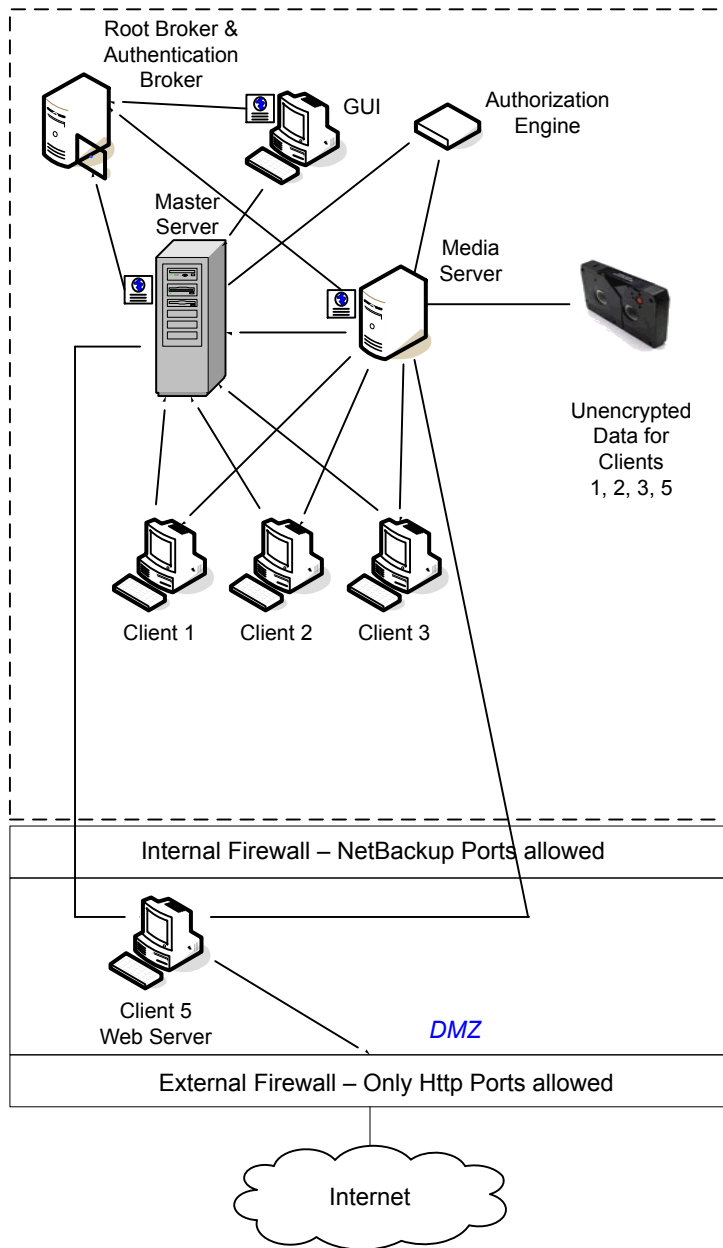 Root Broker &
Authentication
Broker
GUI
Authorization
Engine
Master
Server
Media
Server
Unencrypted
Data for
Clients
1, 2, 3, 5
Client 1
Client 2
Client 3
Internal Firewall – NetBackup Ports allowed
Client 5
Web Server
DMZ
External Firewall – Only Http Ports allowed
Internet